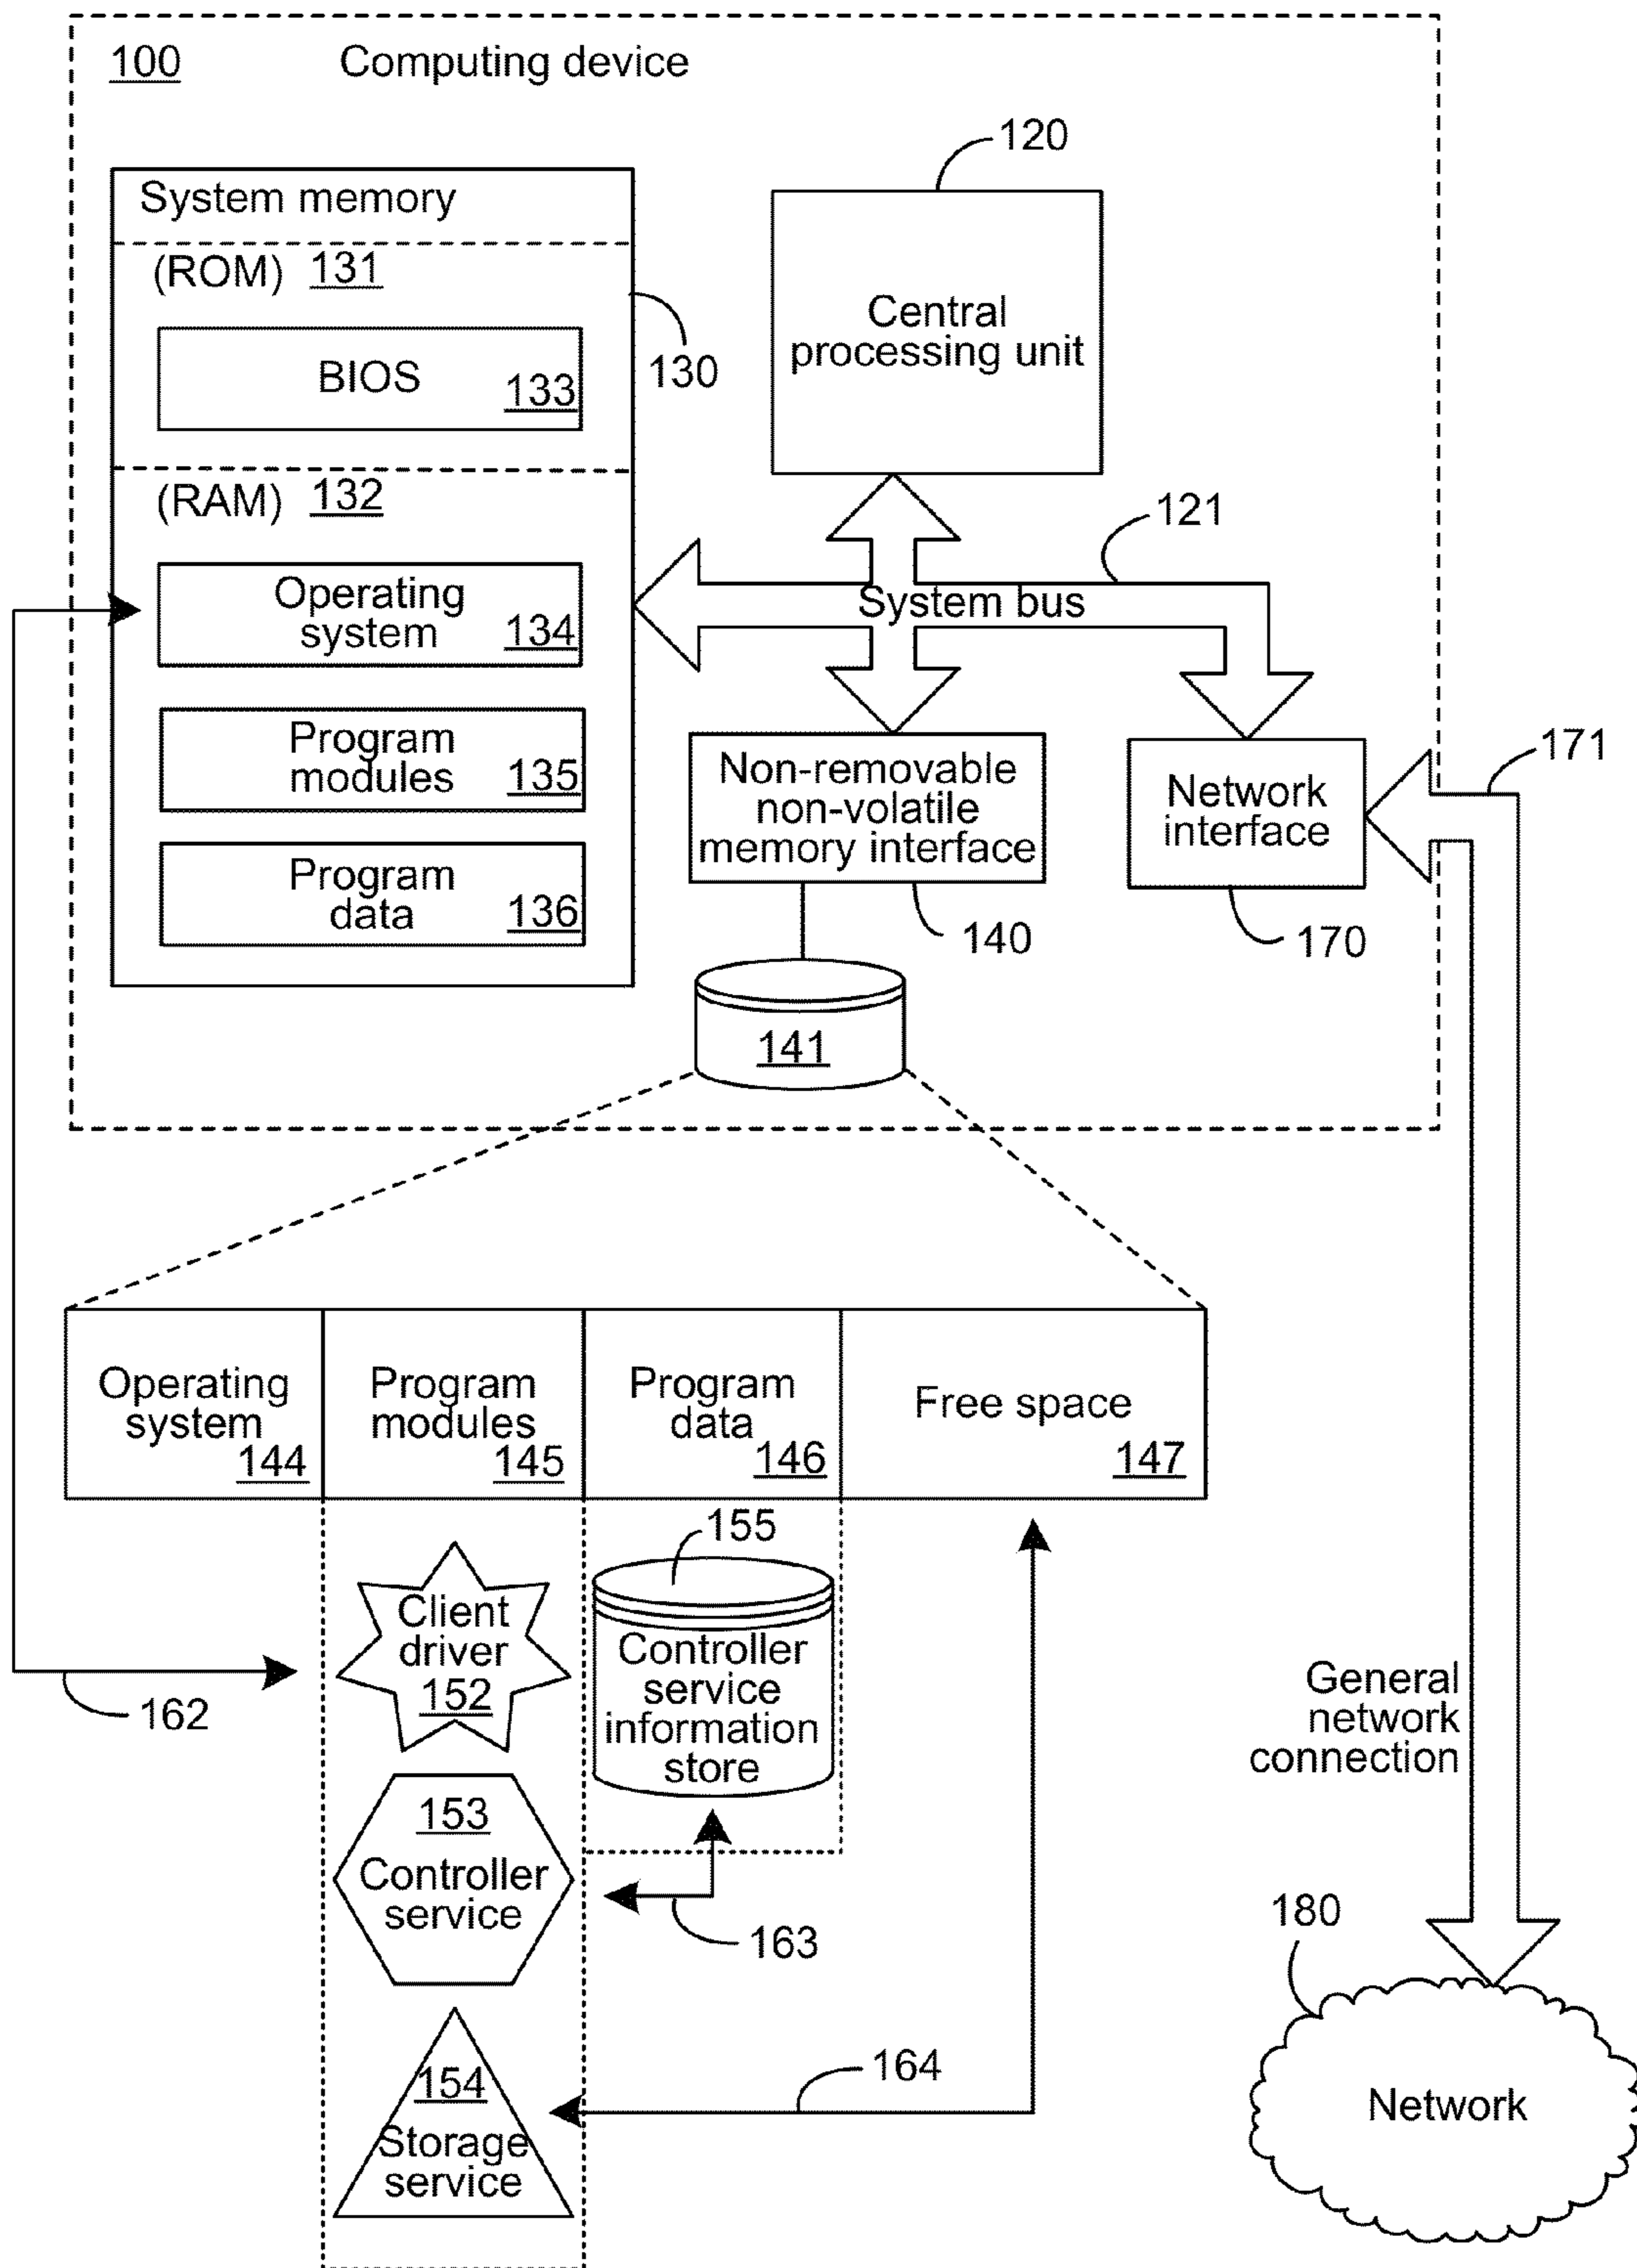 100 Computing device
120
System memory
(ROM) 131
BIOS 133
130
Central
processing unit
(RAM) 132
121
Operating
system 134
System bus
Program
modules 135
Non-removable
non-volatile
memory interface
Network
interface
171
Program
data 136
140
170
141
Operating
system 144
Program
modules 145
Program
data 146
Free space
147
155
Client
driver
152
Controller
service
information
store
162
General
network
connection
153
Controller
service
163
180
164
154
Storage
service
Network